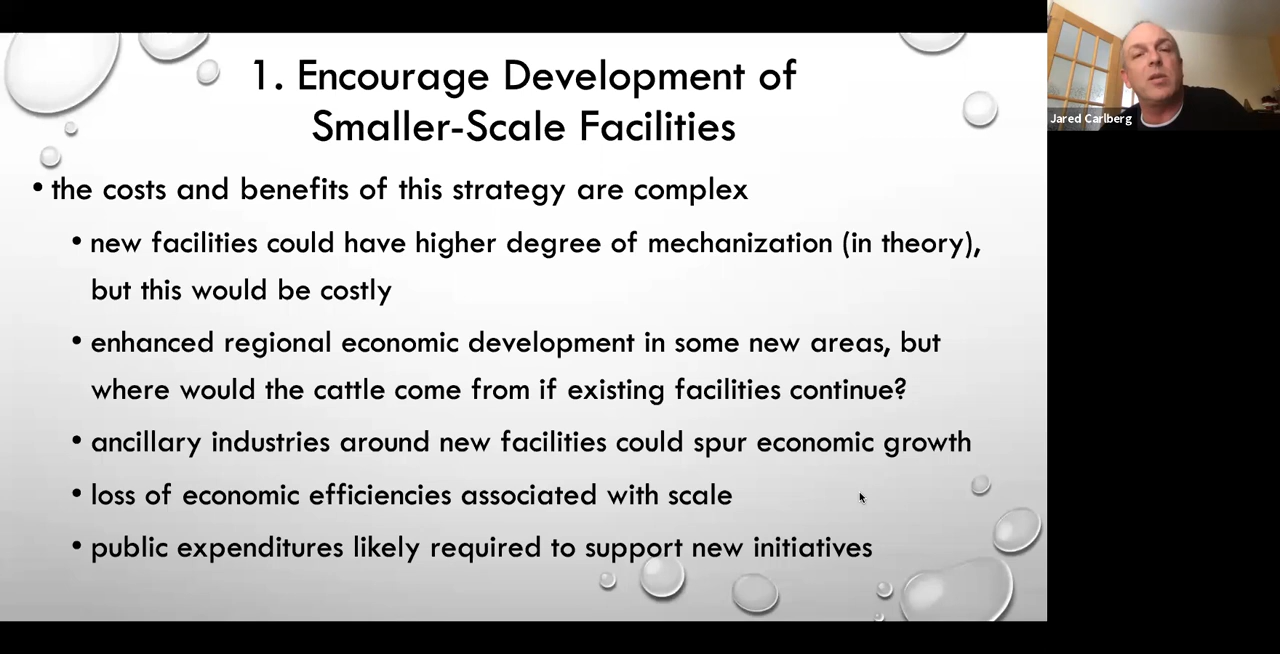 1. Encourage Development of
Smaller-Scale Facilities
• the costs and benefits of this strategy are complex
• new facilities could have higher degree of mechanization (in theory),
but this would be costly
• enhanced regional economic development in some new areas, but
where would the cattle come from if existing facilities continue?
• ancillary industries around new facilities could spur economic growth
• loss of economic efficiencies associated with scale
• public expenditures likely required to support new initiatives
Jared Carlberg